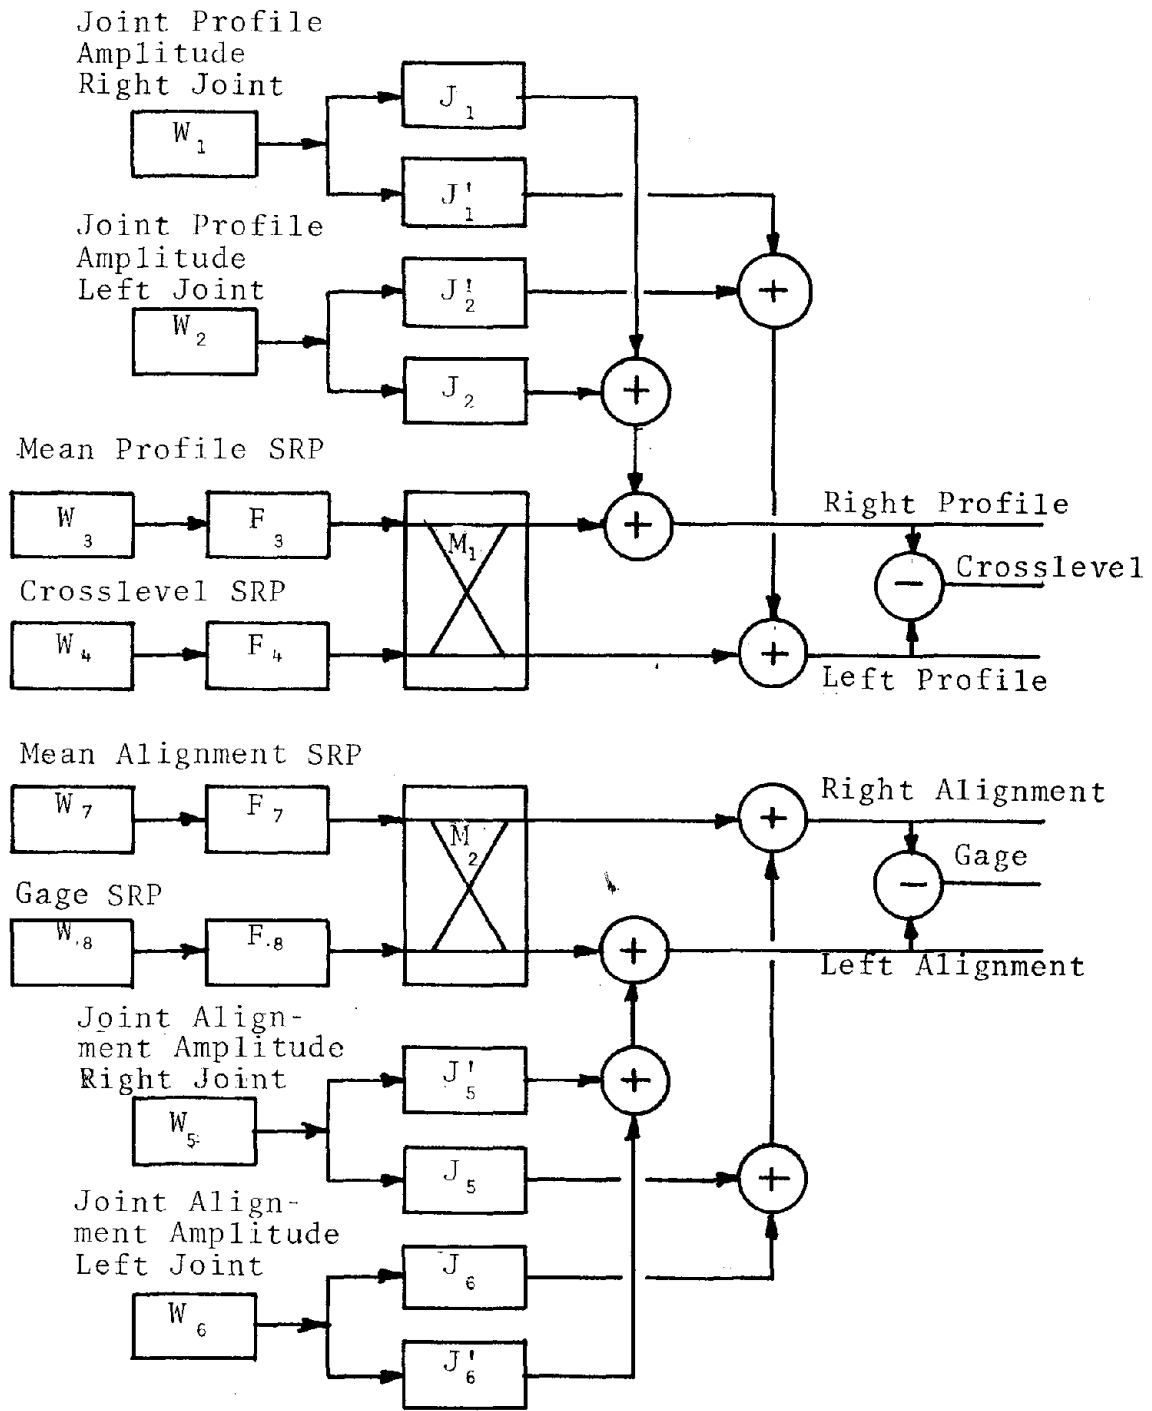 Joint Profile
Amplitude
Right Joint
W1
J1
J'1
Joint Profile
Amplitude
Left Joint
W2
J'2
J2
+
+
Mean Profile SRP
W3
F3
M1
+
Right Profile
Crosslevel
−
Crosslevel SRP
W4
F4
+
Left Profile
Mean Alignment SRP
W7
F7
M2
+
Right Alignment
Gage
−
Gage SRP
W8
F8
+
Left Alignment
Joint Align-
ment Amplitude
Right Joint
W5
J'5
+
J5
+
Joint Align-
ment Amplitude
Left Joint
W6
J6
J'6